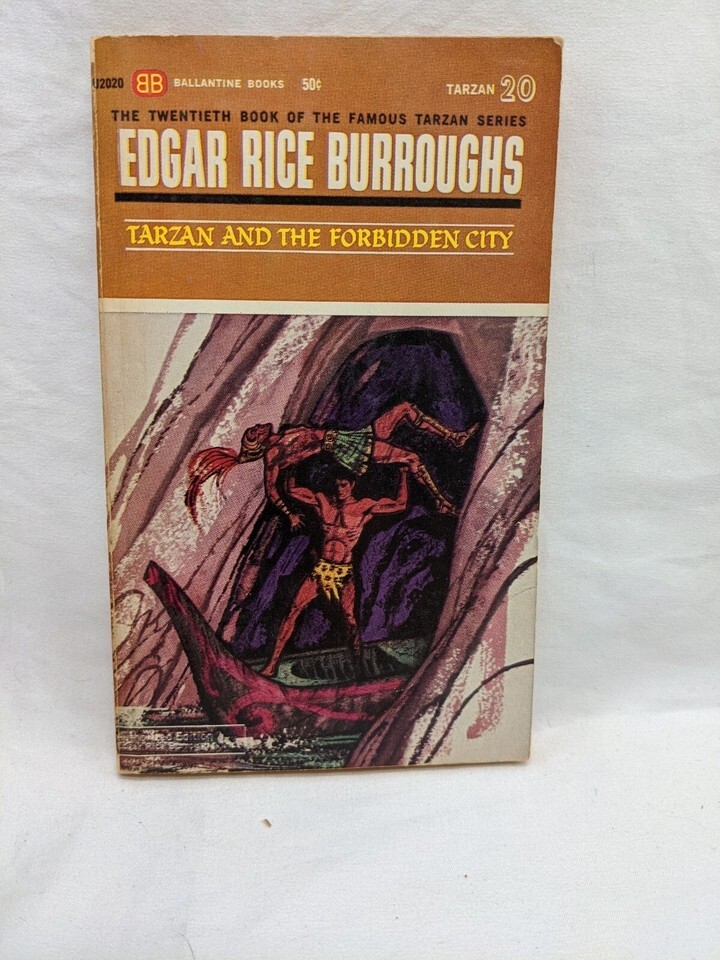 U2020 BB BALLANTINE BOOKS 50¢ TARZAN 20
THE TWENTIETH BOOK OF THE FAMOUS TARZAN SERIES
EDGAR RICE BURROUGHS
TARZAN AND THE FORBIDDEN CITY
Edition